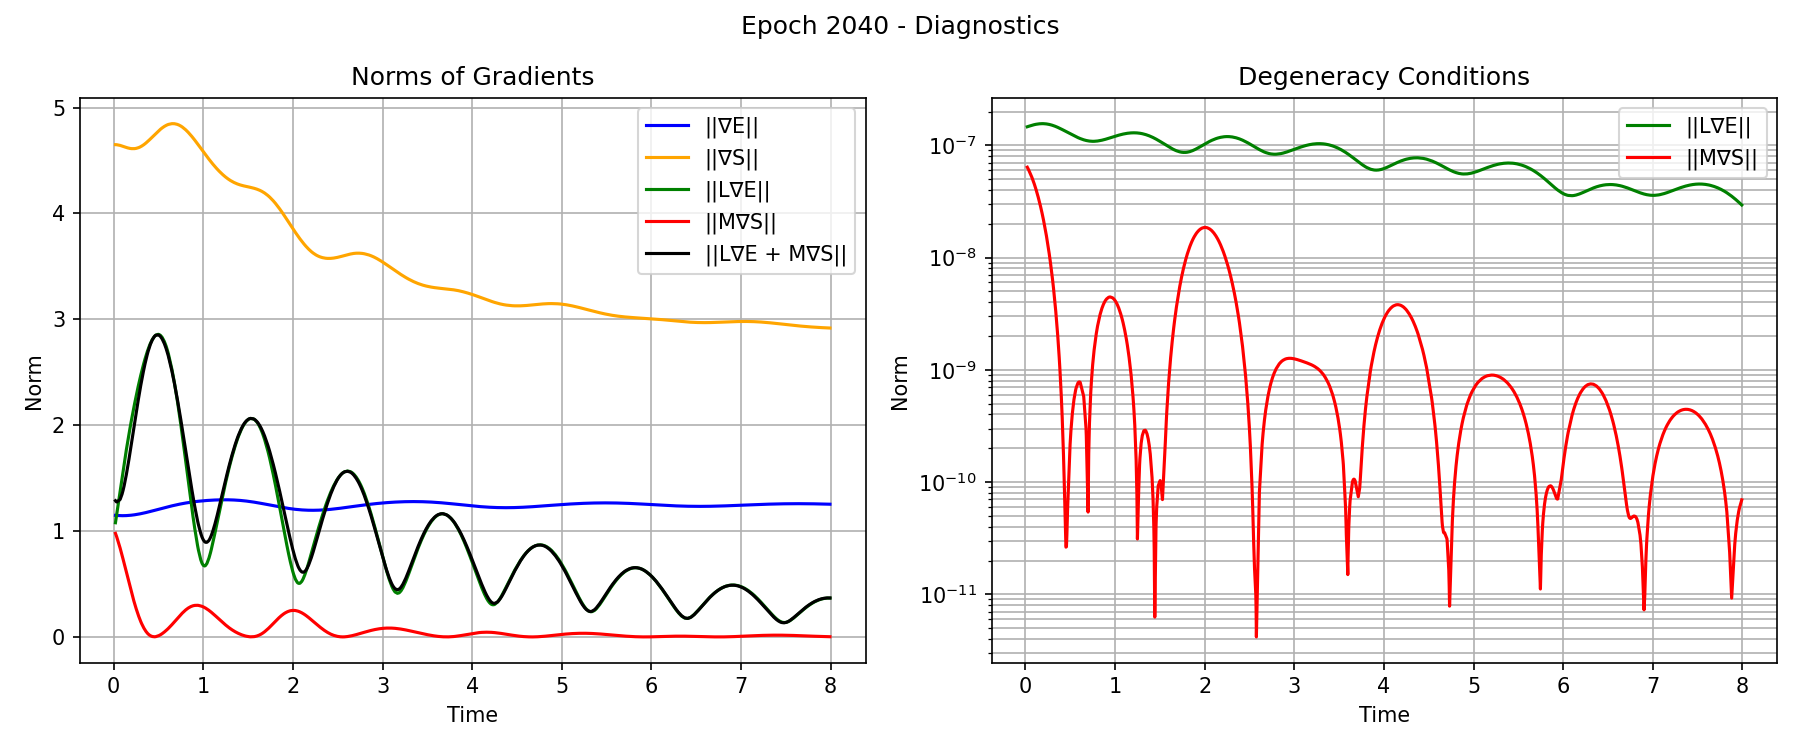 Epoch 2040 - Diagnostics
Norms of Gradients
5
4
3
2
1
0
Norm
0 1 2 3 4 5 6 7 8
Time
||∇E||
||∇S||
||L∇E||
||M∇S||
||L∇E + M∇S||
Degeneracy Conditions
10⁻⁷
10⁻⁸
10⁻⁹
10⁻¹⁰
10⁻¹¹
Norm
0 1 2 3 4 5 6 7 8
Time
||L∇E||
||M∇S||